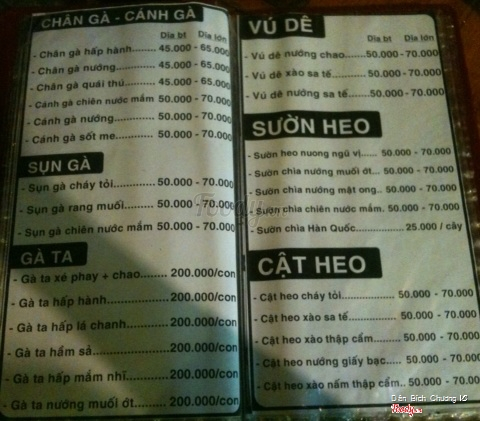 CHÂN GÀ - CÁNH GÀ
Dĩa bt Dĩa lớn
- Chân gà hấp hành........ 45.000 - 65.000
- Chân gà nướng............. 45.000 - 65.000
- Chân gà quái thú.......... 45.000 - 65.000
- Cánh gà chiên nước mắm 50.000 - 70.000
- Cánh gà nướng............. 50.000 - 70.000
- Cánh gà sốt me............. 50.000 - 70.000
SỤN GÀ
- Sụn gà cháy tỏi............ 50.000 - 70.000
- Sụn gà rang muối......... 50.000 - 70.000
- Sụn gà chiên nước mắm 50.000 - 70.000
GÀ TA
- Gà ta xé phay + chao......... 200.000/con
- Gà ta hấp hành................. 200.000/con
- Gà ta hấp lá chanh............ 200.000/con
- Gà ta hầm sả.................... 200.000/con
- Gà ta hấp mắm nhĩ............ 200.000/con
- Gà ta nướng muối ớt......... 200.000/con
VÚ DÊ
Dĩa bt Dĩa lớn
- Vú dê nướng chao...... 50.000 - 70.000
- Vú dê xào sa tế........... 50.000 - 70.000
- Vú dê nướng sa tế....... 50.000 - 70.000
SƯỜN HEO
- Sườn heo nuong ngũ vị...... 50.000 - 70.000
- Sườn chìa nướng muối ớt.... 50.000 - 70.000
- Sườn chìa nướng mật ong.. 50.000 - 70.000
- Sườn chìa chiên nước mắm. 50.000 - 70.000
- Sườn chìa Hàn Quốc............ 25.000 / cây
CẬT HEO
- Cật heo cháy tỏi.............. 50.000 - 70.000
- Cật heo xào sa tế............ 50.000 - 70.000
- Cật heo xào thập cẩm...... 50.000 - 70.000
- Cật heo nướng giấy bạc..... 50.000 - 70.000
- Cật heo xào nấm thập cẩm.. 50.000 - 70.000
Foody
Foody